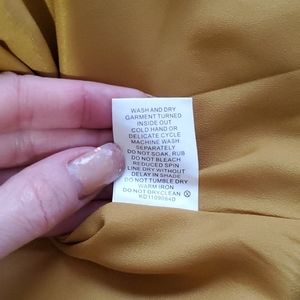 WASH AND DRY
GARMENT TURNED
INSIDE OUT
COLD HAND OR
DELICATE CYCLE
MACHINE WASH
SEPARATELY
DO NOT SOAK, RUB
DO NOT BLEACH
REDUCED SPIN
LINE DRY WITHOUT
DELAY IN SHADE
DO NOT TUMBLE DRY
WARM IRON
DO NOT DRYCLEAN